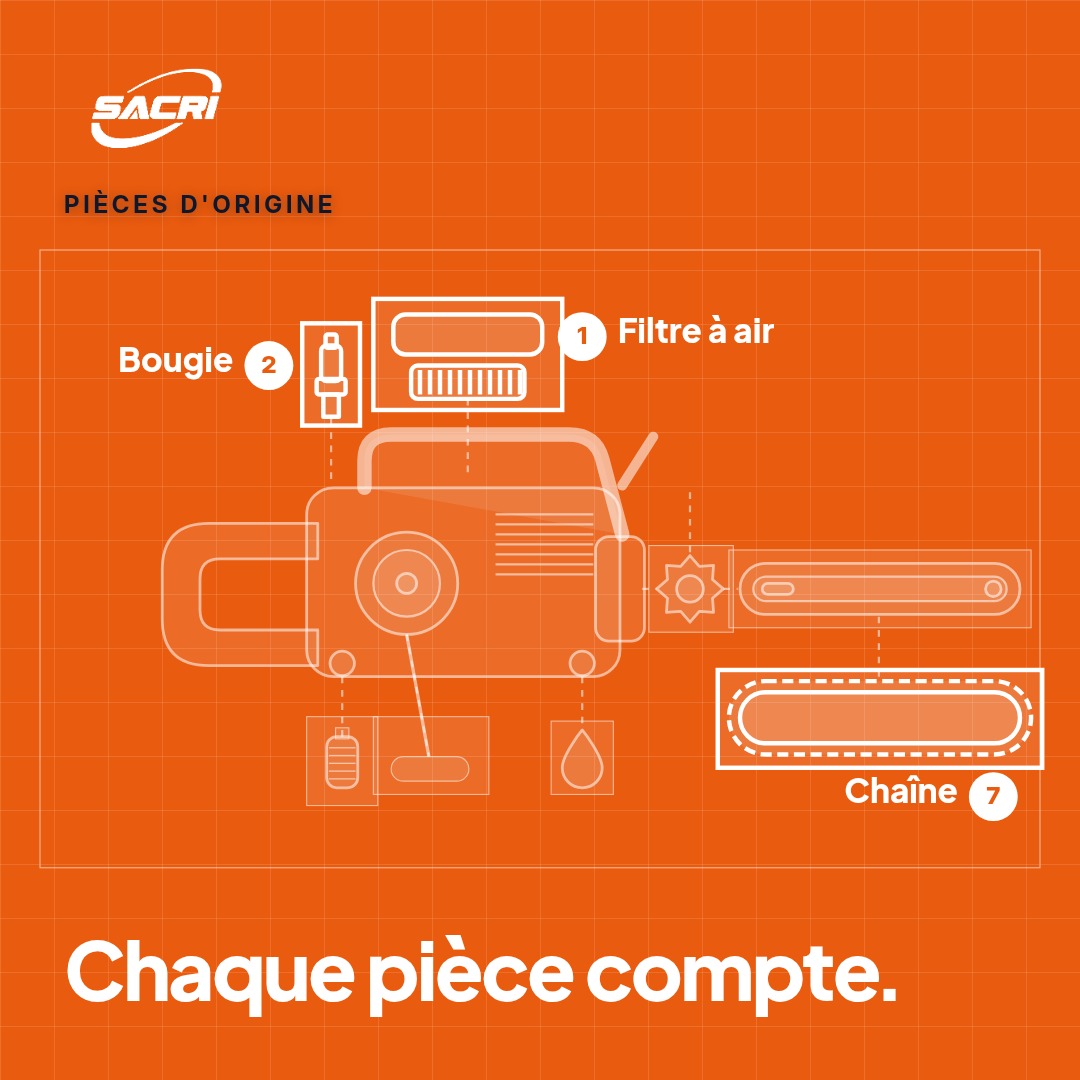 SACRI
PIÈCES D'ORIGINE
Bougie 2
1 Filtre à air
Chaîne 7
Chaque pièce compte.